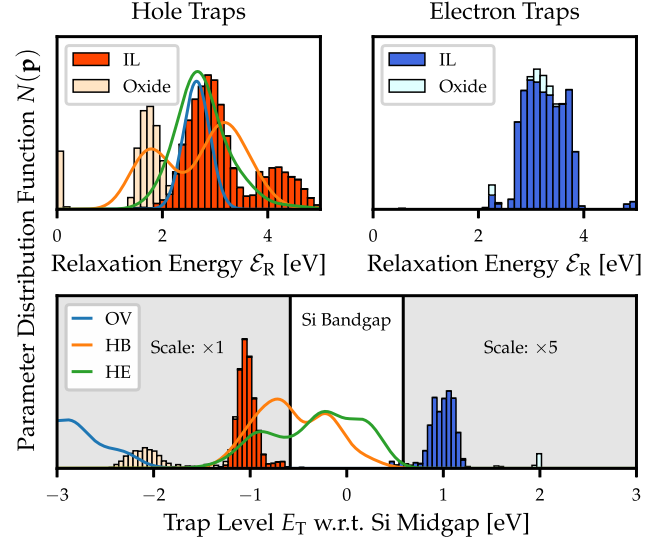 Hole Traps
Electron Traps
Parameter Distribution Function N(p)
IL
Oxide
IL
Oxide
0 2 4
0 2 4
Relaxation Energy ℰR [eV]
Relaxation Energy ℰR [eV]
OV
HB
HE
Scale: ×1
Si Bandgap
Scale: ×5
−3 −2 −1 0 1 2 3
Trap Level ET w.r.t. Si Midgap [eV]